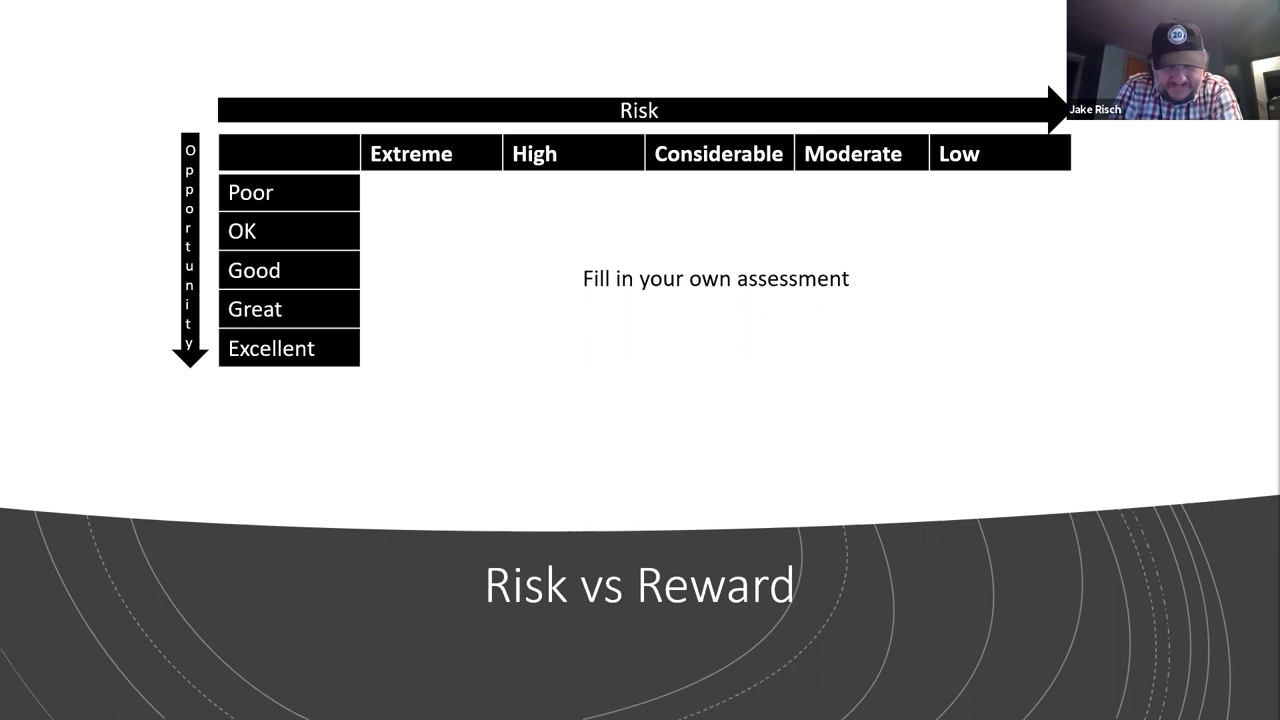 20
Jake Risch
Risk
Opportunity
Extreme High Considerable Moderate Low
Poor
OK
Good
Great
Excellent
Fill in your own assessment
Risk vs Reward